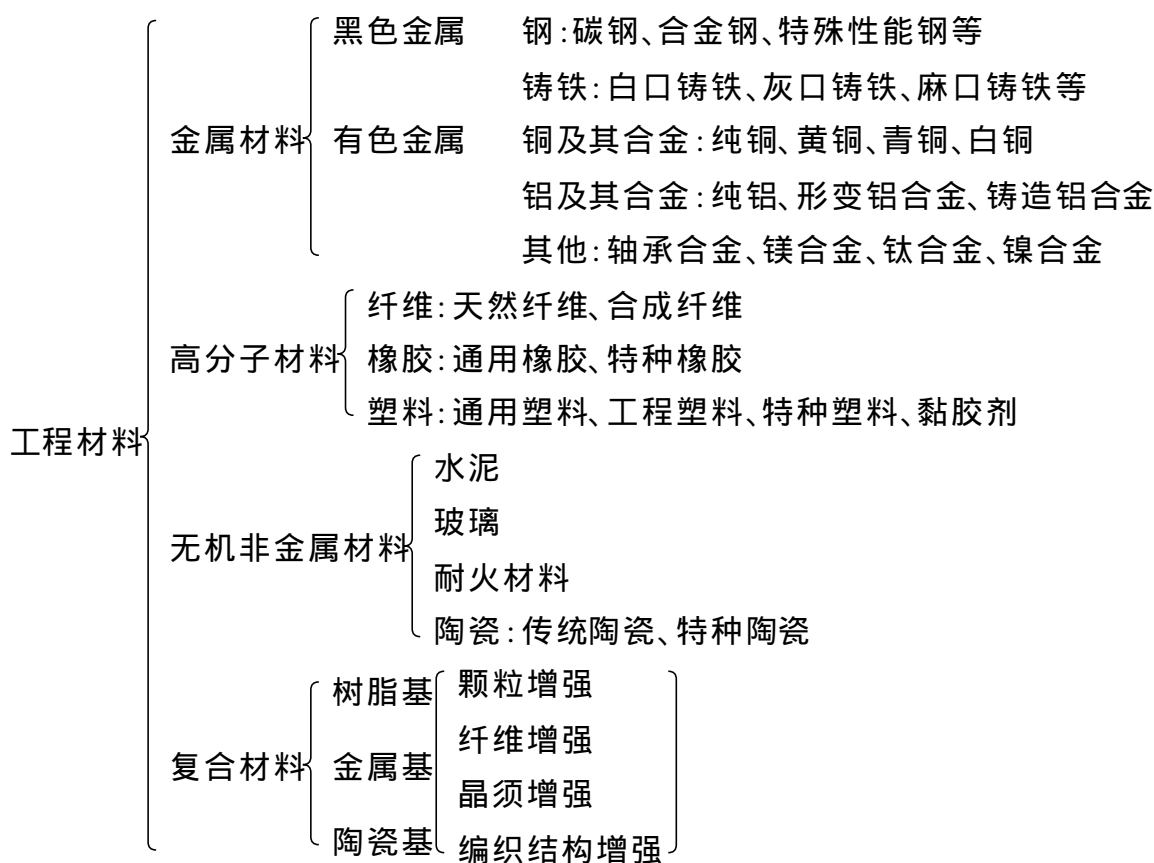 黑色金属 钢:碳钢、合金钢、特殊性能钢等
铸铁:白口铸铁、灰口铸铁、麻口铸铁等
金属材料 有色金属 铜及其合金:纯铜、黄铜、青铜、白铜
铝及其合金:纯铝、形变铝合金、铸造铝合金
其他:轴承合金、镁合金、钛合金、镍合金
纤维:天然纤维、合成纤维
高分子材料 橡胶:通用橡胶、特种橡胶
塑料:通用塑料、工程塑料、特种塑料、黏胶剂
工程材料
水泥
玻璃
无机非金属材料
耐火材料
陶瓷:传统陶瓷、特种陶瓷
树脂基 颗粒增强
纤维增强
复合材料 金属基
晶须增强
陶瓷基 编织结构增强